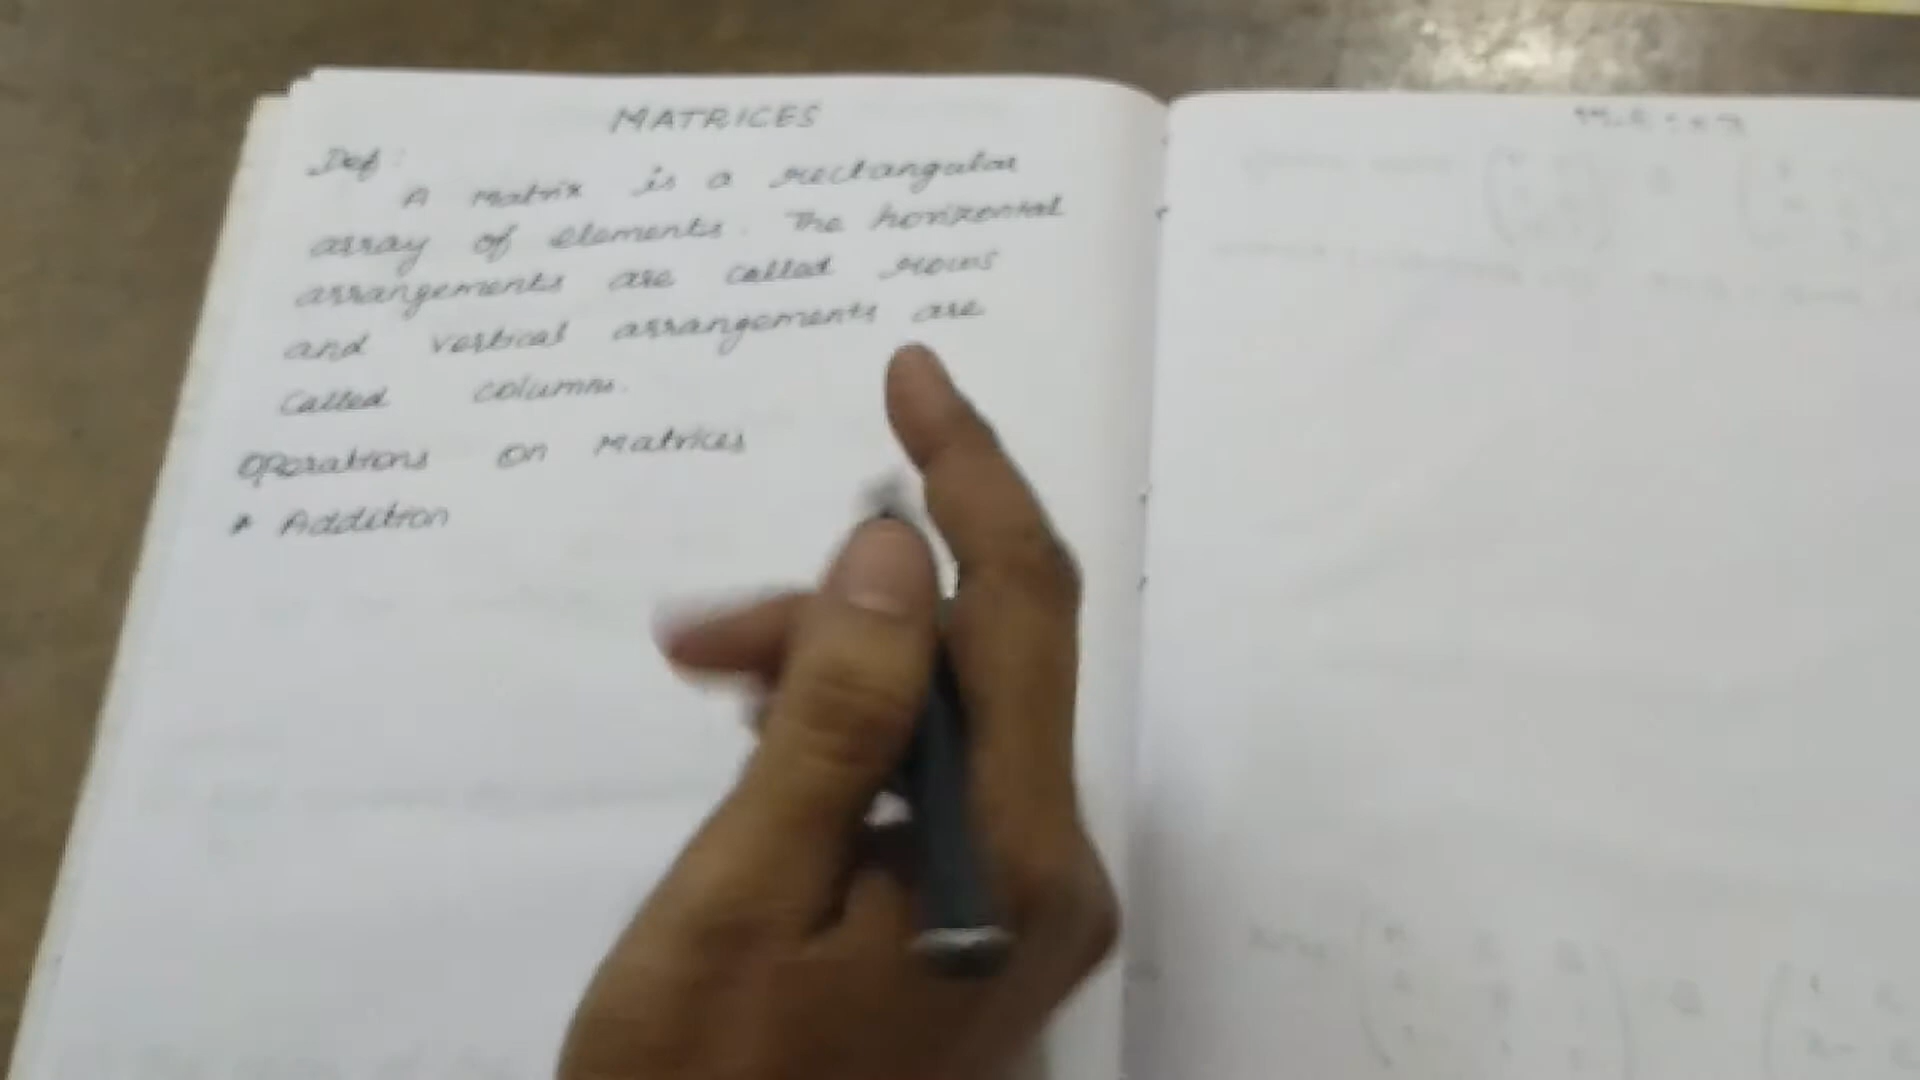 MATRICES
Def:
A Matrix is a rectangular
array of elements. The horizontal
arrangements are called rows
and vertical arrangements are
called columns.
Operations on Matrices
* Addition